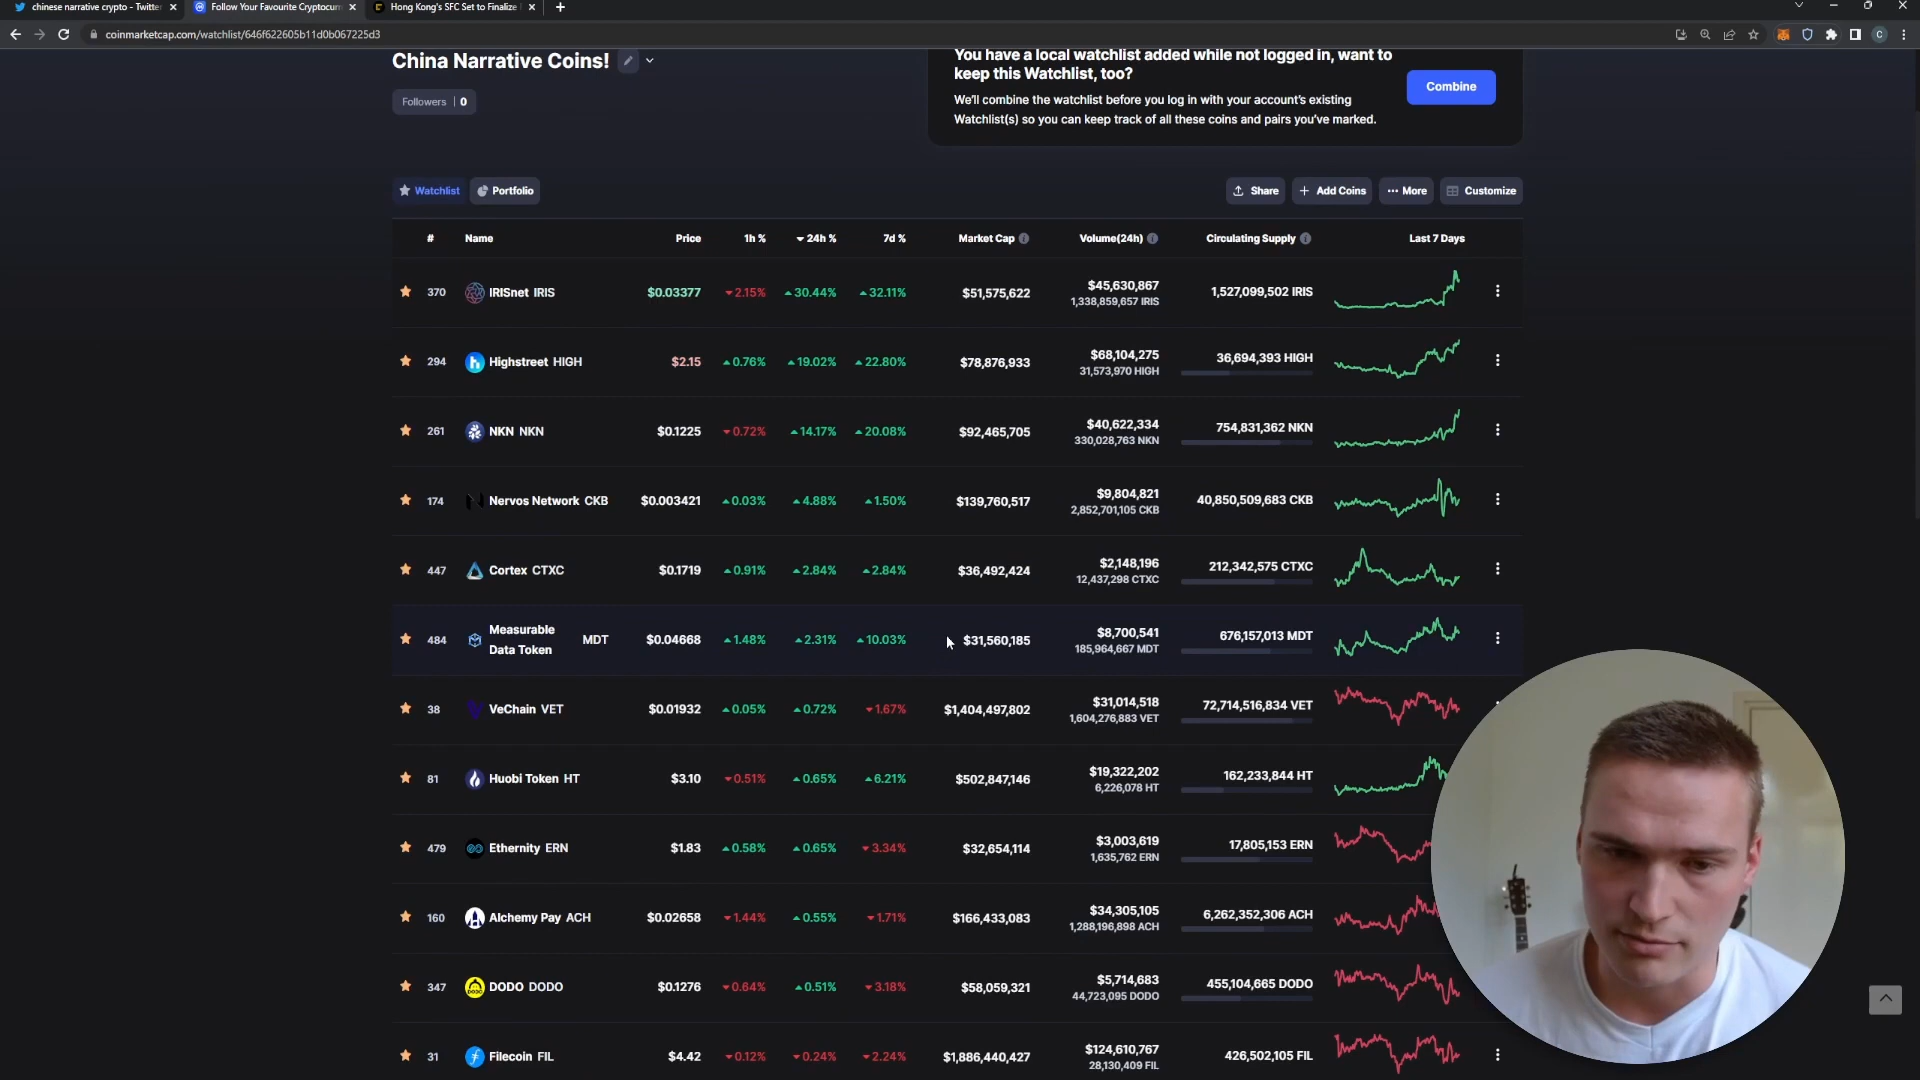 chinese narrative crypto - Twitte
Follow Your Favourite Cryptocur
Hong Kong's SFC Set to Finalize
coinmarketcap.com/watchlist/646f622605b11d0b067225d3
C
China Narrative Coins!
Followers 0
You have a local watchlist added while not logged in, want to
keep this Watchlist, too?
We'll combine the watchlist before you log in with your account's existing
Watchlist(s) so you can keep track of all these coins and pairs you've marked.
Combine
Watchlist Portfolio Share + Add Coins ··· More Customize
# Name Price 1h % 24h % 7d % Market Cap Volume(24h) Circulating Supply Last 7 Days
370 IRISnet IRIS $0.03377 2.15% 30.44% 32.11% $51,575,622 $45,630,867 1,527,099,502 IRIS
1,338,859,657 IRIS
294 Highstreet HIGH $2.15 0.76% 19.02% 22.80% $78,876,933 $68,104,275 36,694,393 HIGH
31,573,970 HIGH
261 NKN NKN $0.1225 0.72% 14.17% 20.08% $92,465,705 $40,622,334 754,831,362 NKN
330,028,763 NKN
174 Nervos Network CKB $0.003421 0.03% 4.88% 1.50% $139,760,517 $9,804,821 40,850,509,683 CKB
2,852,701,105 CKB
447 Cortex CTXC $0.1719 0.91% 2.84% 2.84% $36,492,424 $2,148,196 212,342,575 CTXC
12,437,298 CTXC
484 Measurable
Data Token MDT $0.04668 1.48% 2.31% 10.03% $31,560,185 $8,700,541 676,157,013 MDT
185,964,667 MDT
38 VeChain VET $0.01932 0.05% 0.72% 1.67% $1,404,497,802 $31,014,518 72,714,516,834 VET
1,604,276,883 VET
81 Huobi Token HT $3.10 0.51% 0.65% 6.21% $502,847,146 $19,322,202 162,233,844 HT
6,226,078 HT
479 Ethernity ERN $1.83 0.58% 0.65% 3.34% $32,654,114 $3,003,619 17,805,153 ERN
1,635,762 ERN
160 Alchemy Pay ACH $0.02658 1.44% 0.55% 1.71% $166,433,083 $34,305,105 6,262,352,306 ACH
1,288,196,898 ACH
347 DODO DODO $0.1276 0.64% 0.51% 3.18% $58,059,321 $5,714,683 455,104,665 DODO
44,723,095 DODO
31 Filecoin FIL $4.42 0.12% 0.24% 2.24% $1,886,440,427 $124,610,767 426,502,105 FIL
28,130,409 FIL